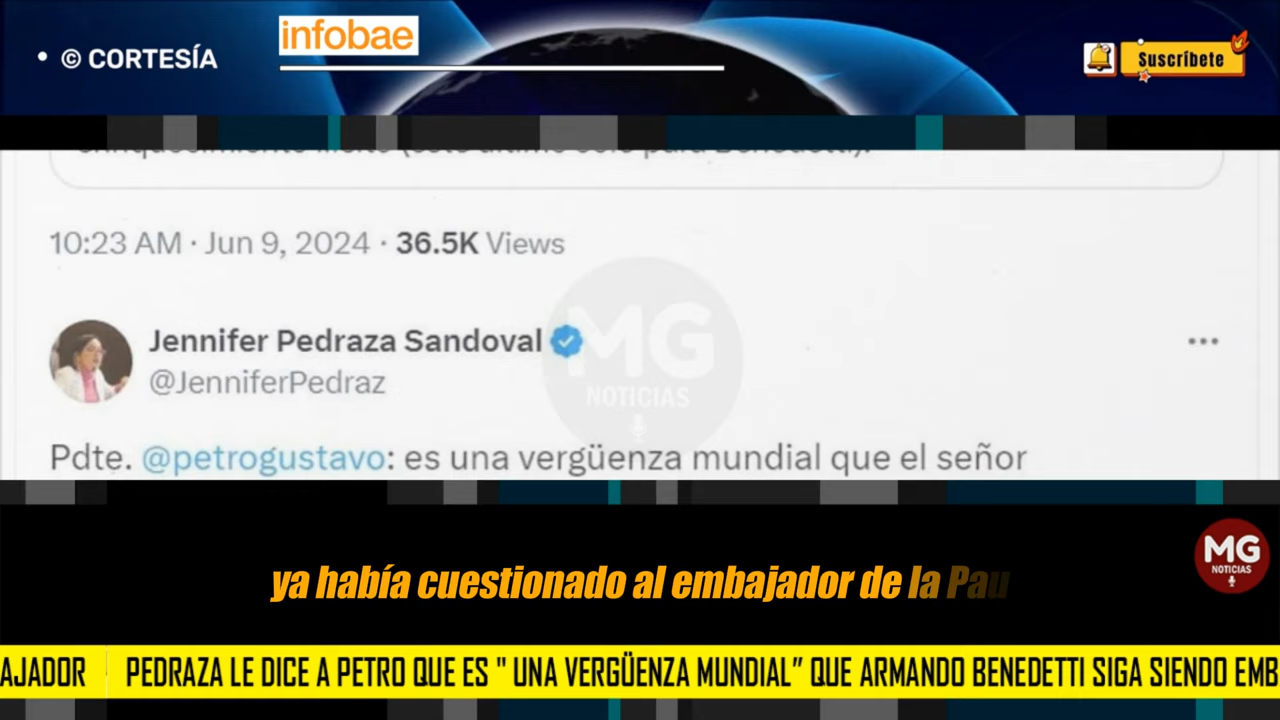 infobae
• © CORTESÍA
Suscríbete
10:23 AM · Jun 9, 2024 · 36.5K Views
Jennifer Pedraza Sandoval
@JenniferPedraz
MG
NOTICIAS
Pdte. @petrogustavo: es una vergüenza mundial que el señor
ya había cuestionado al embajador de la Pau
MG
NOTICIAS
AJADOR PEDRAZA LE DICE A PETRO QUE ES " UNA VERGÜENZA MUNDIAL” QUE ARMANDO BENEDETTI SIGA SIENDO EMB